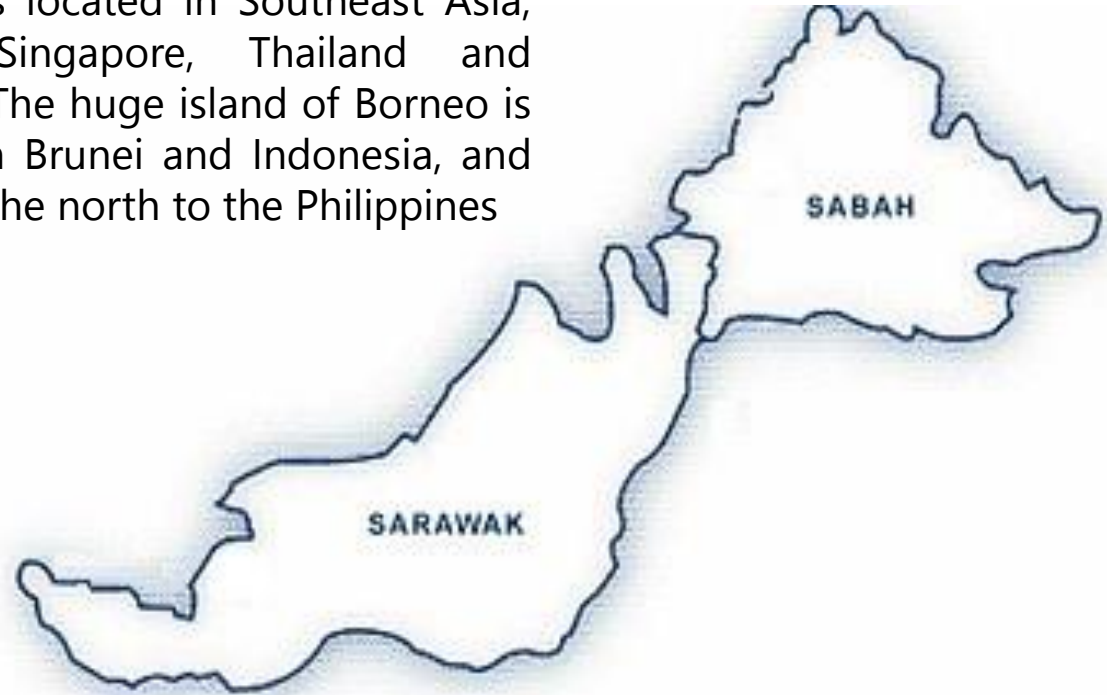 located in Southeast Asia,
Singapore, Thailand and
The huge island of Borneo is
Brunei and Indonesia, and
the north to the Philippines
SABAH
SARAWAK